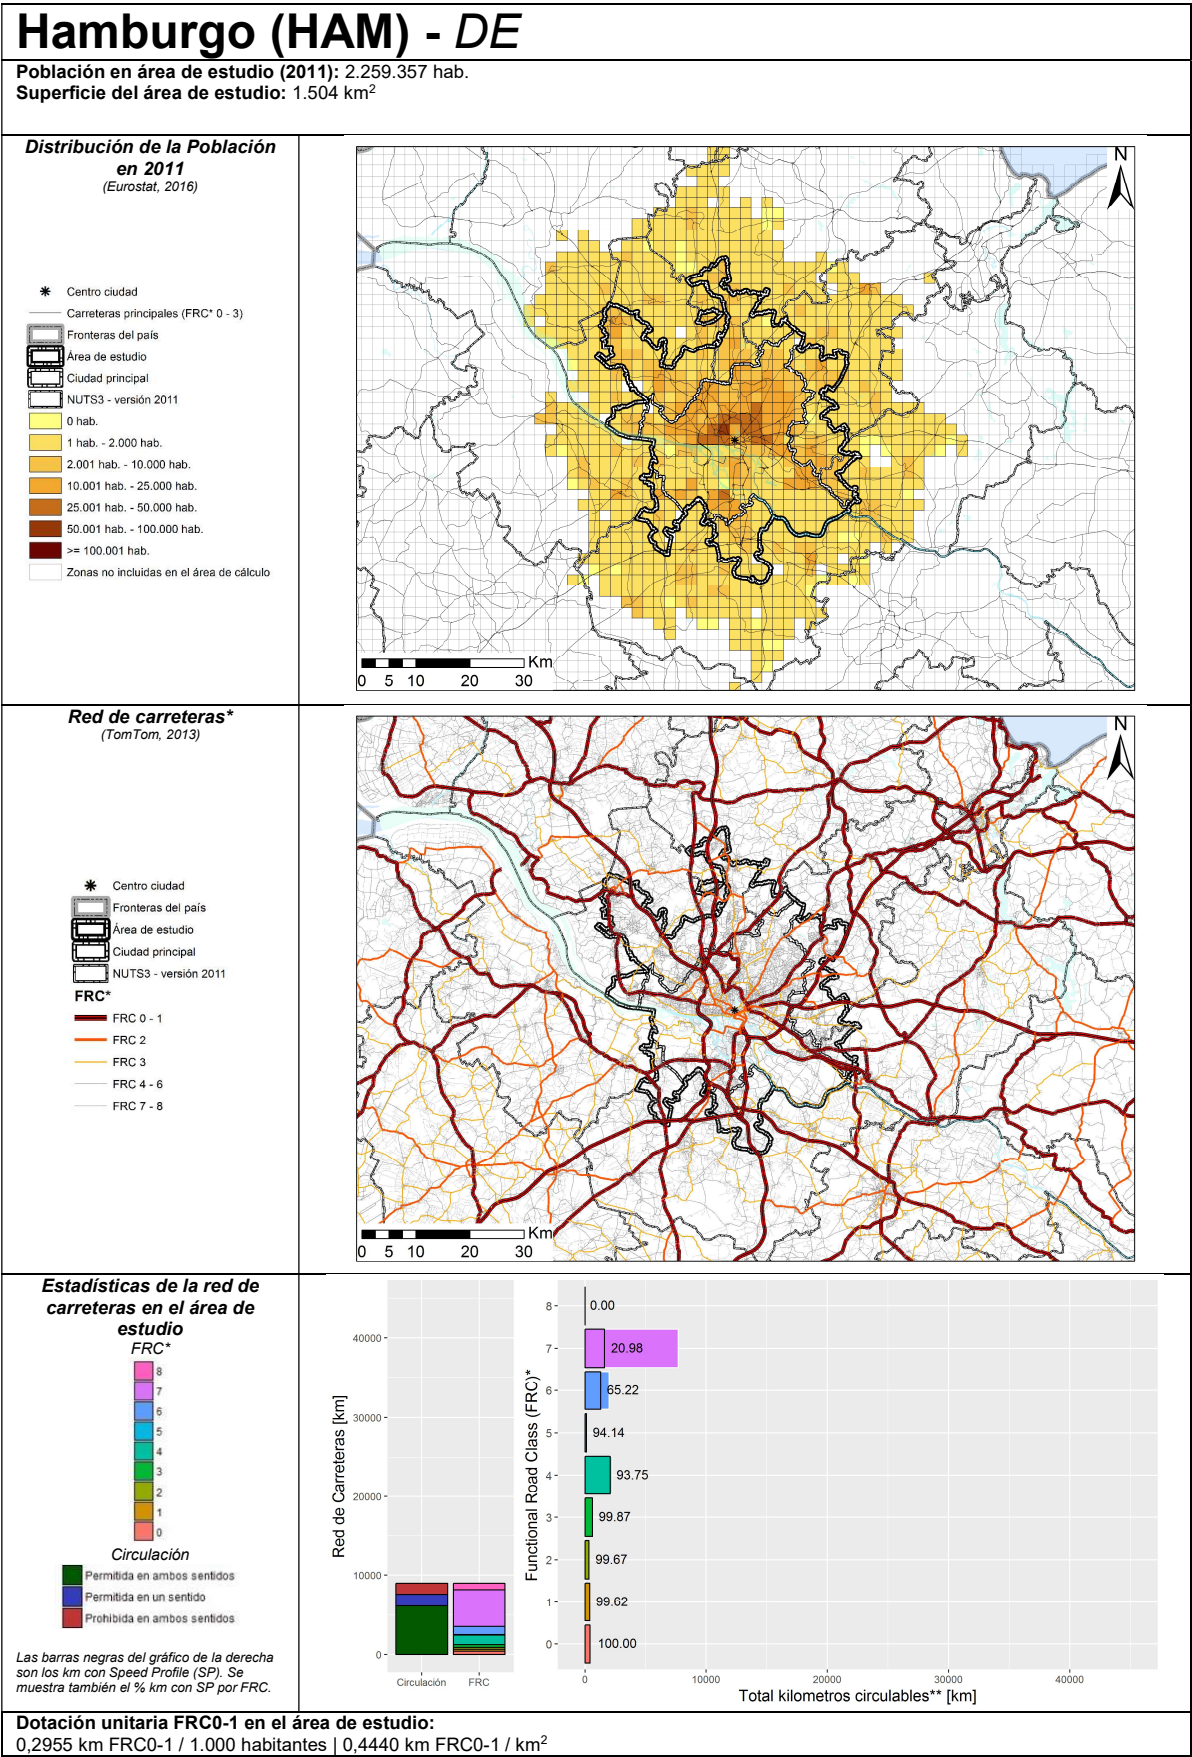 Hamburgo (HAM) - DE
Población en área de estudio (2011): 2.259.357 hab.
Superficie del área de estudio: 1.504 km²
Distribución de la Población
en 2011
(Eurostat, 2016)
Centro ciudad
Carreteras principales (FRC* 0 - 3)
Fronteras del país
Área de estudio
Ciudad principal
NUTS3 - versión 2011
0 hab.
1 hab. - 2.000 hab.
2.001 hab. - 10.000 hab.
10.001 hab. - 25.000 hab.
25.001 hab. - 50.000 hab.
50.001 hab. - 100.000 hab.
>= 100.001 hab.
Zonas no incluidas en el área de cálculo
N
Km
0 5 10 20 30
Red de carreteras*
(TomTom, 2013)
Centro ciudad
Fronteras del país
Área de estudio
Ciudad principal
NUTS3 - versión 2011
FRC*
FRC 0 - 1
FRC 2
FRC 3
FRC 4 - 6
FRC 7 - 8
N
Km
0 5 10 20 30
Estadísticas de la red de
carreteras en el área de
estudio
FRC*
8
7
6
5
4
3
2
1
0
Circulación
Permitida en ambos sentidos
Permitida en un sentido
Prohibida en ambos sentidos
Las barras negras del gráfico de la derecha
son los km con Speed Profile (SP). Se
muestra también el % km con SP por FRC.
Red de Carreteras [km]
40000
30000
20000
10000
0
Circulación FRC
Functional Road Class (FRC)*
8 0.00
7 20.98
6 65.22
5 94.14
4 93.75
3 99.87
2 99.67
1 99.62
0 100.00
0 10000 20000 30000 40000
Total kilometros circulables** [km]
Dotación unitaria FRC0-1 en el área de estudio:
0,2955 km FRC0-1 / 1.000 habitantes | 0,4440 km FRC0-1 / km²